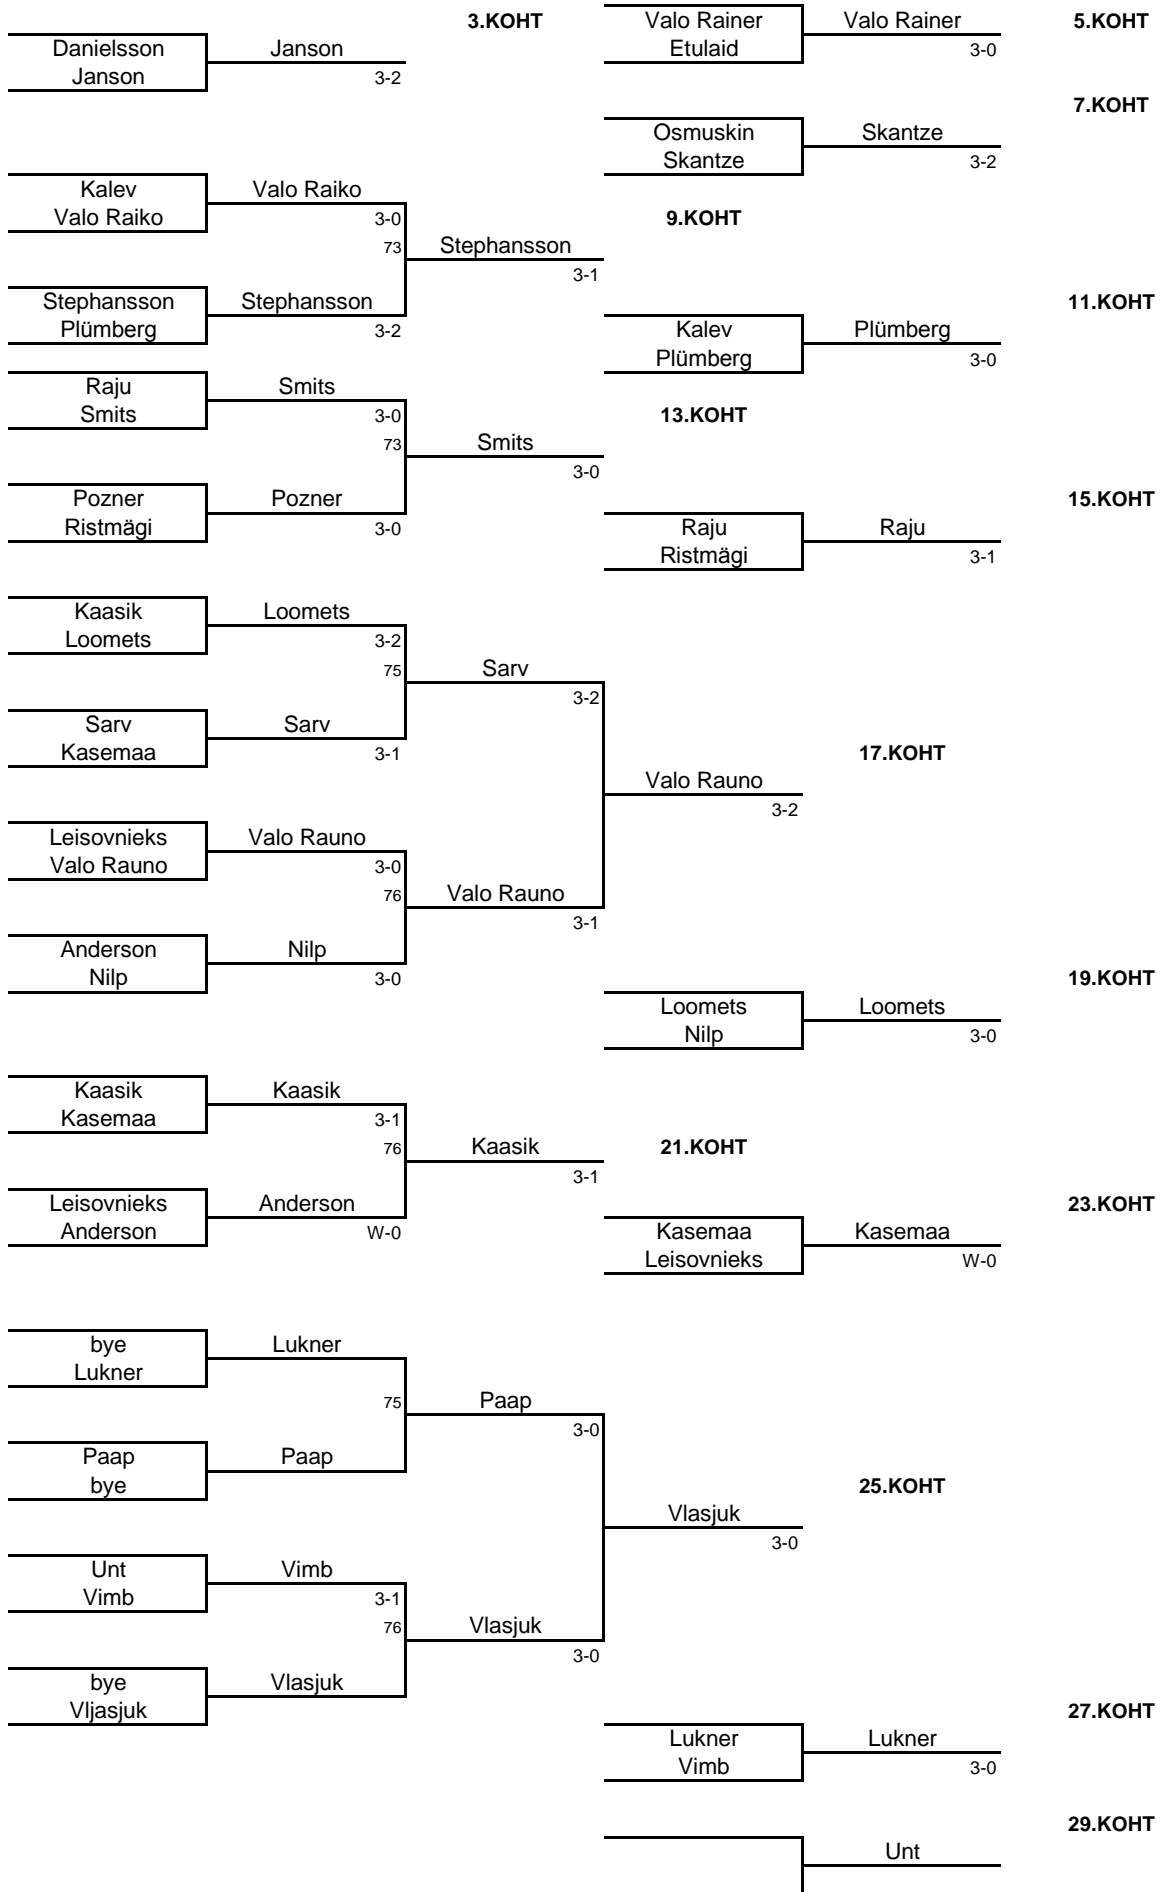 3.KOHT
Valo Rainer
Valo Rainer
5.KOHT
Danielsson
Janson
Etulaid
3-0
Janson
3-2
7.KOHT
Osmuskin
Skantze
Skantze
3-2
Kalev
Valo Raiko
Valo Raiko
3-0
9.KOHT
73
Stephansson
3-1
Stephansson
Stephansson
11.KOHT
Plümberg
3-2
Kalev
Plümberg
Plümberg
3-0
Raju
Smits
Smits
3-0
13.KOHT
73
Smits
3-0
Pozner
Pozner
15.KOHT
Ristmägi
3-0
Raju
Raju
Ristmägi
3-1
Kaasik
Loomets
Loomets
3-2
75
Sarv
3-2
Sarv
Sarv
Kasemaa
3-1
17.KOHT
Valo Rauno
3-2
Leisovnieks
Valo Rauno
Valo Rauno
3-0
76
Valo Rauno
3-1
Anderson
Nilp
Nilp
3-0
19.KOHT
Loomets
Loomets
Nilp
3-0
Kaasik
Kaasik
Kasemaa
3-1
76
Kaasik
21.KOHT
3-1
Leisovnieks
Anderson
23.KOHT
Anderson
W-0
Kasemaa
Kasemaa
Leisovnieks
W-0
bye
Lukner
Lukner
75
Paap
3-0
Paap
Paap
bye
25.KOHT
Vlasjuk
3-0
Unt
Vimb
Vimb
3-1
76
Vlasjuk
3-0
bye
Vlasjuk
Vljasjuk
27.KOHT
Lukner
Lukner
Vimb
3-0
29.KOHT
Unt